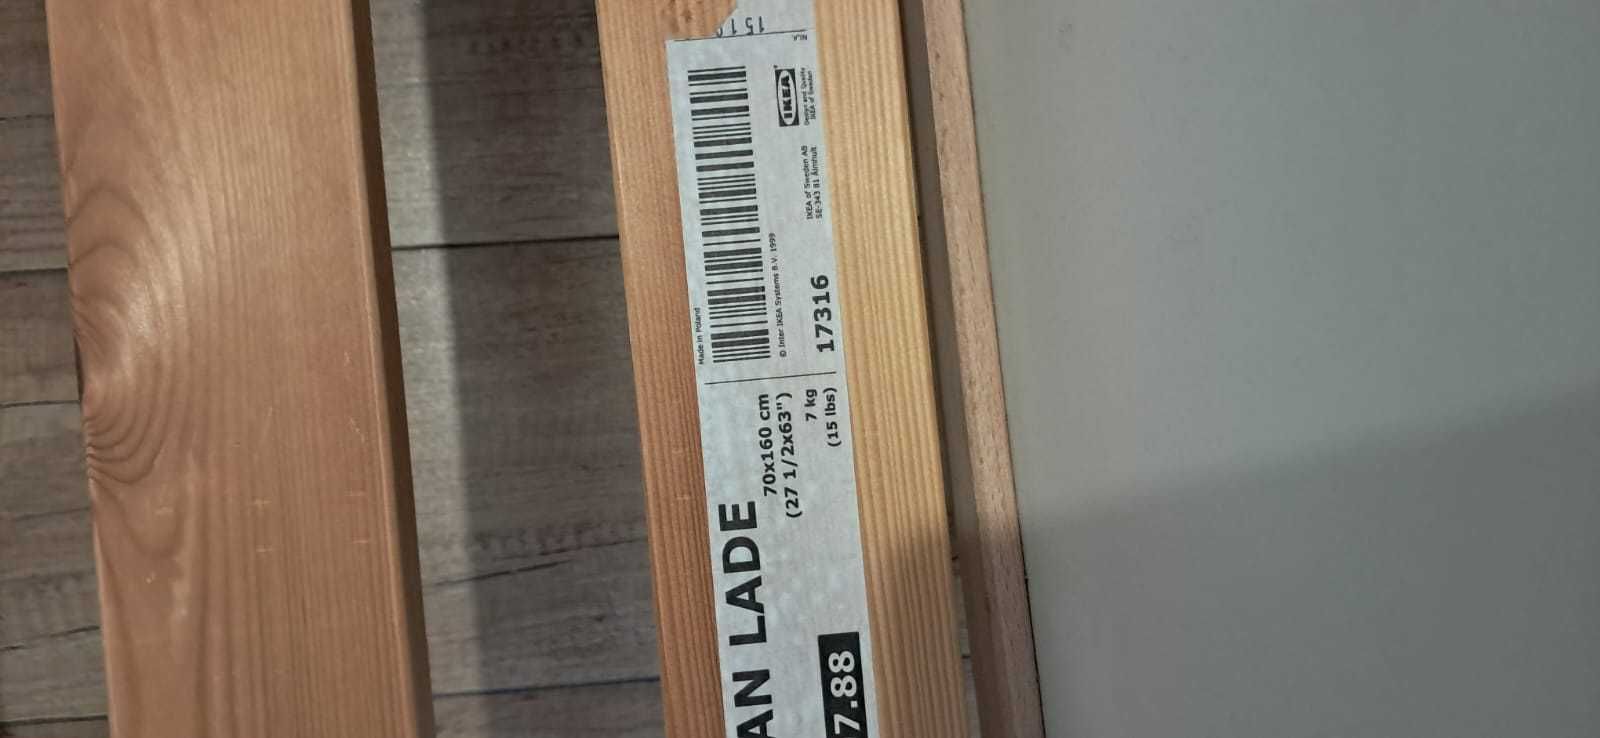 AN LADE
70x160 cm
(27 1/2x63")
7 kg
(15 lbs)
7.88
Made in Poland
© Inter IKEA Systems B.V. 1999
17316
IKEA of Sweden AB
SE-343 81 Älmhult
IKEA
Design and Quality
IKEA of Sweden